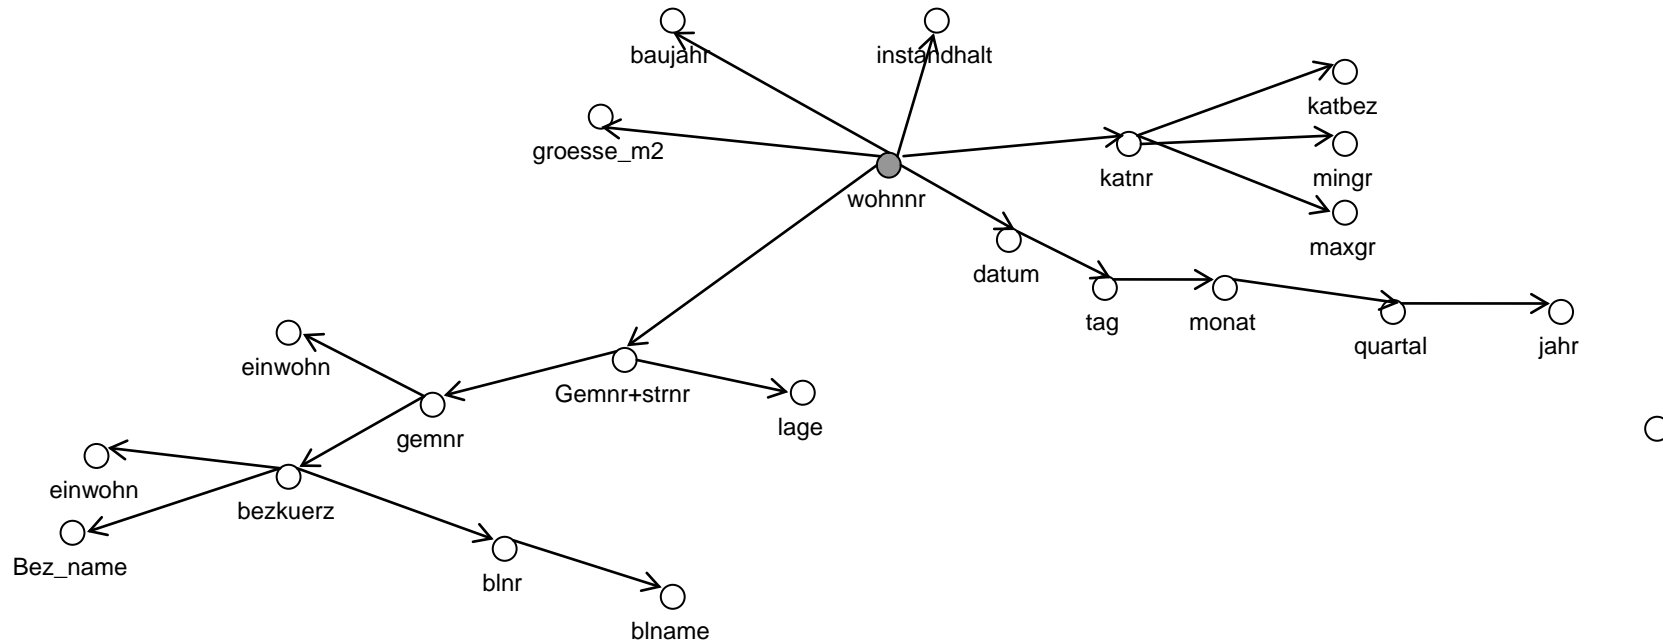 baujahr
instandhalt
katbez
groesse_m2
katnr
mingr
wohnnr
maxgr
datum
tag
monat
quartal
jahr
einwohn
Gemnr+strnr
lage
gemnr
einwohn
bezkuerz
Bez_name
blnr
blname